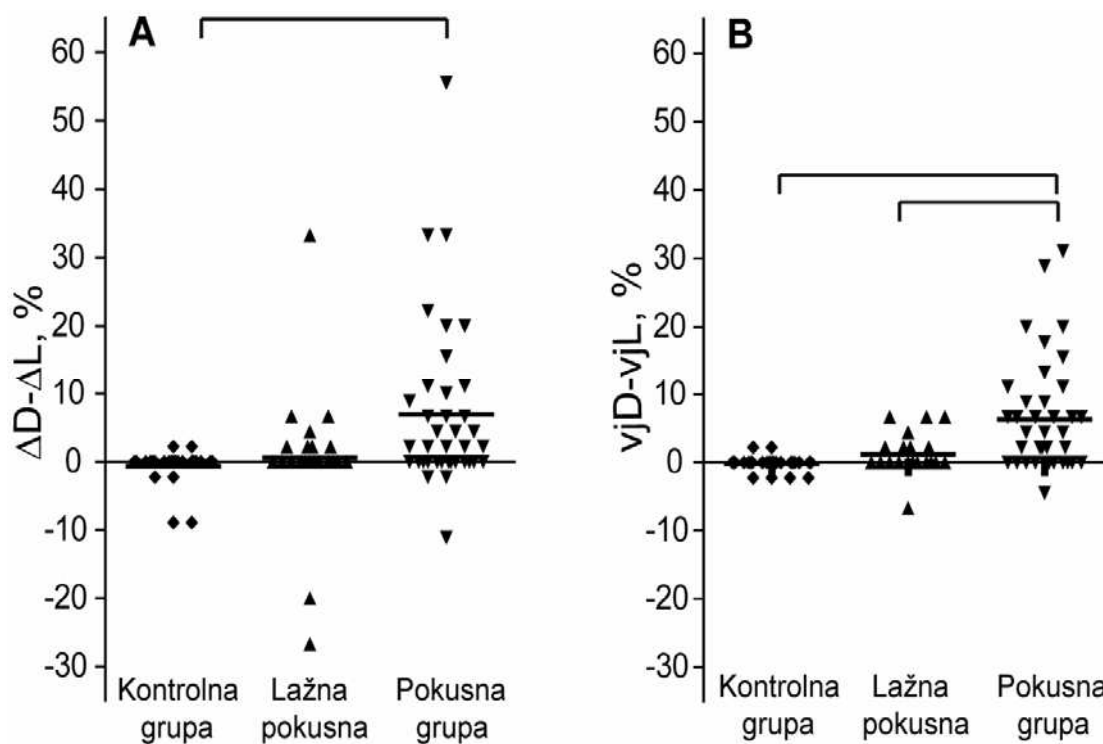 A
ΔD-ΔL, %
60
50
40
30
20
10
0
-10
-20
-30
Kontrolna
grupa
Lažna
pokusna
Pokusna
grupa
B
vjD-vjL, %
60
50
40
30
20
10
0
-10
-20
-30
Kontrolna
grupa
Lažna
pokusna
Pokusna
grupa